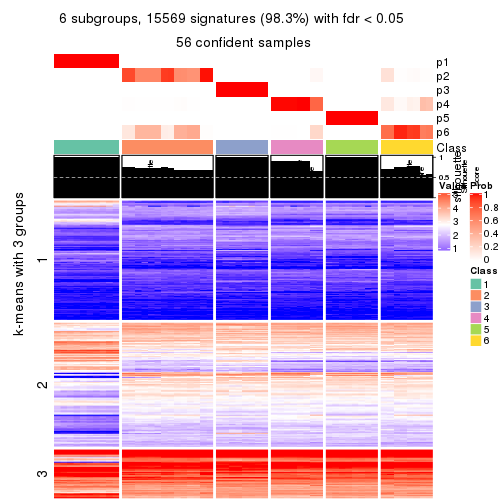 6 subgroups, 15569 signatures (98.3%) with fdr < 0.05
56 confident samples
p1
p2
p3
p4
p5
p6
Class
1
0.5
silhouette
score
Value
4
3
2
1
Prob
1
0.8
0.6
0.4
0.2
0
Class
1
2
3
4
5
6
k-means with 3 groups
1
2
3